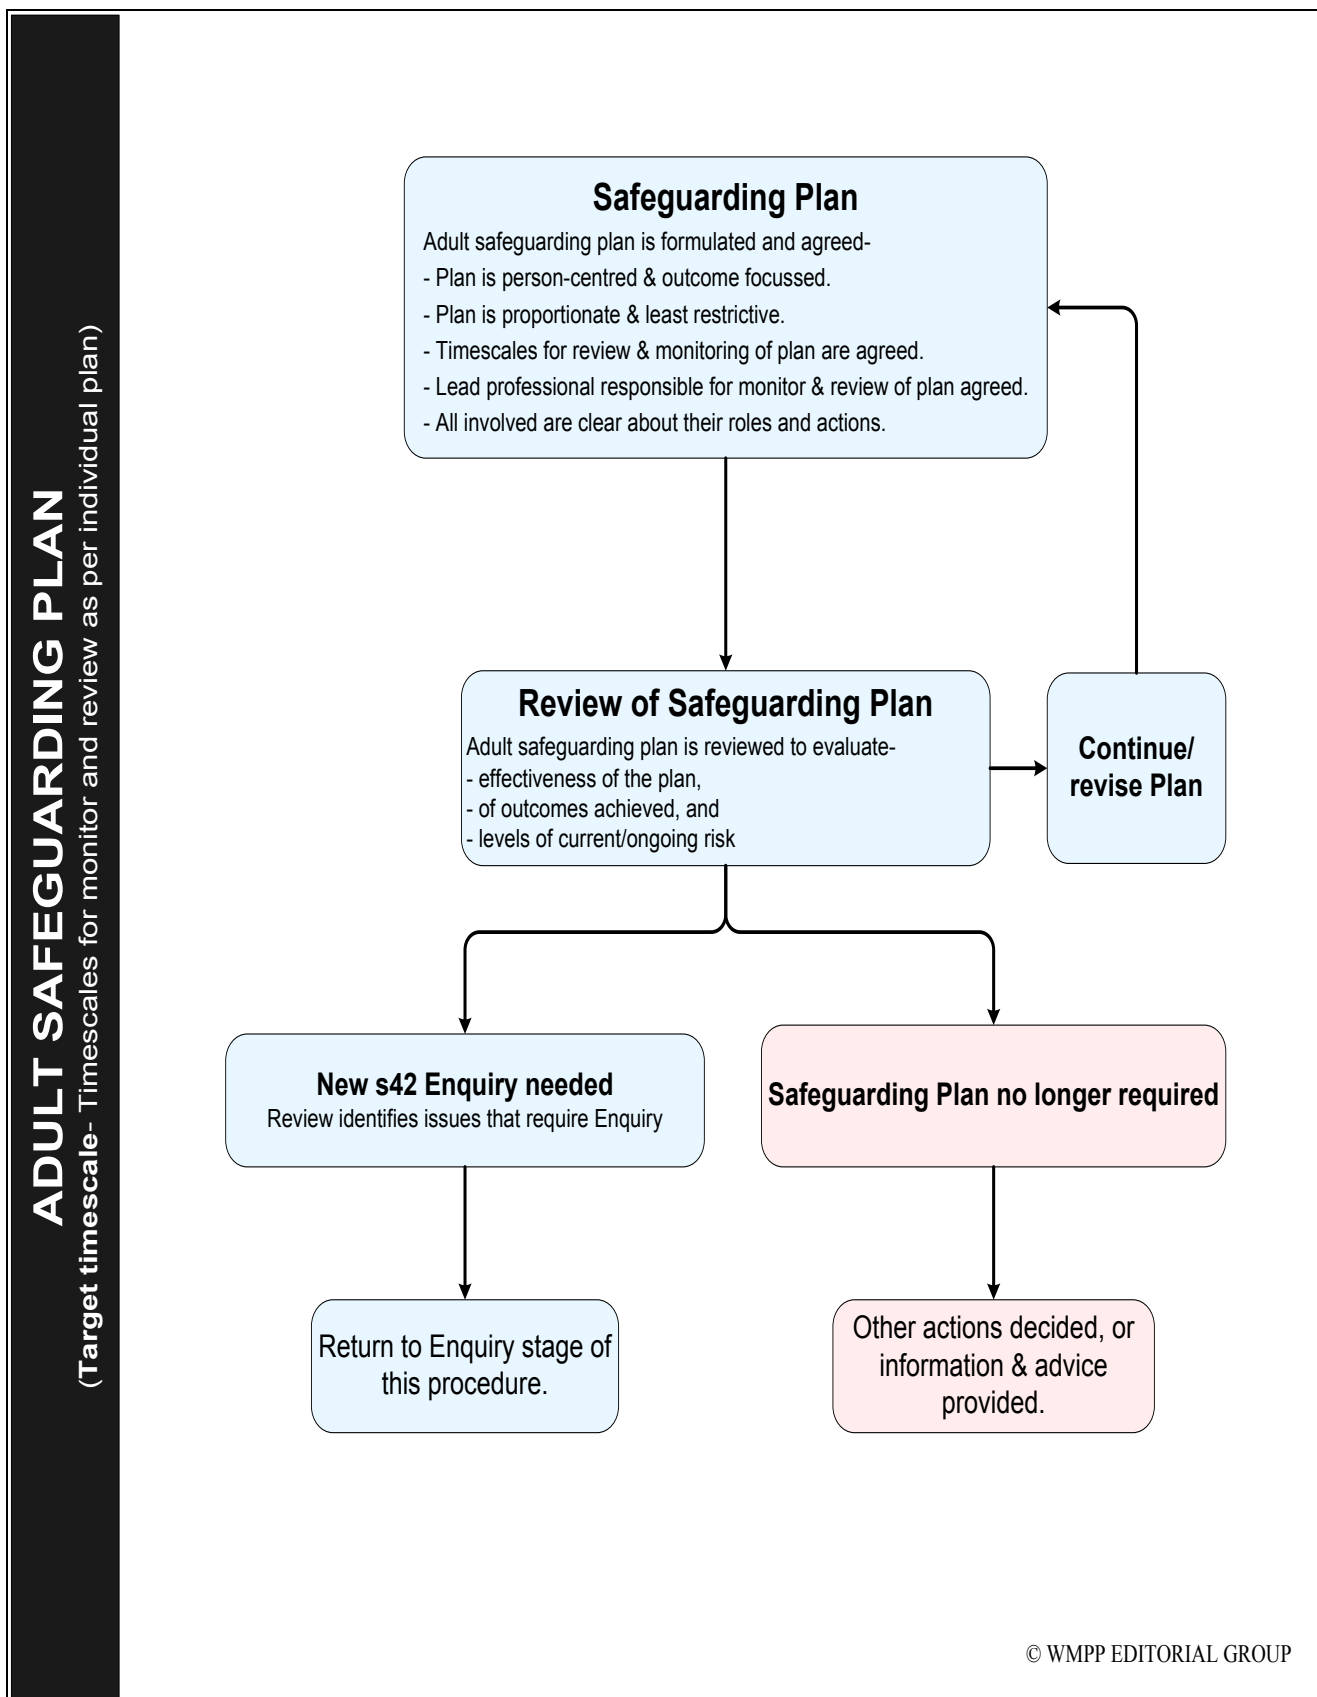 ADULT SAFEGUARDING PLAN
(Target timescale- Timescales for monitor and review as per individual plan)
Safeguarding Plan
Adult safeguarding plan is formulated and agreed-
- Plan is person-centred & outcome focussed.
- Plan is proportionate & least restrictive.
- Timescales for review & monitoring of plan are agreed.
- Lead professional responsible for monitor & review of plan agreed.
- All involved are clear about their roles and actions.
Review of Safeguarding Plan
Adult safeguarding plan is reviewed to evaluate-
- effectiveness of the plan,
- of outcomes achieved, and
- levels of current/ongoing risk
Continue/
revise Plan
New s42 Enquiry needed
Review identifies issues that require Enquiry
Safeguarding Plan no longer required
Return to Enquiry stage of
this procedure.
Other actions decided, or
information & advice
provided.
© WMPP EDITORIAL GROUP